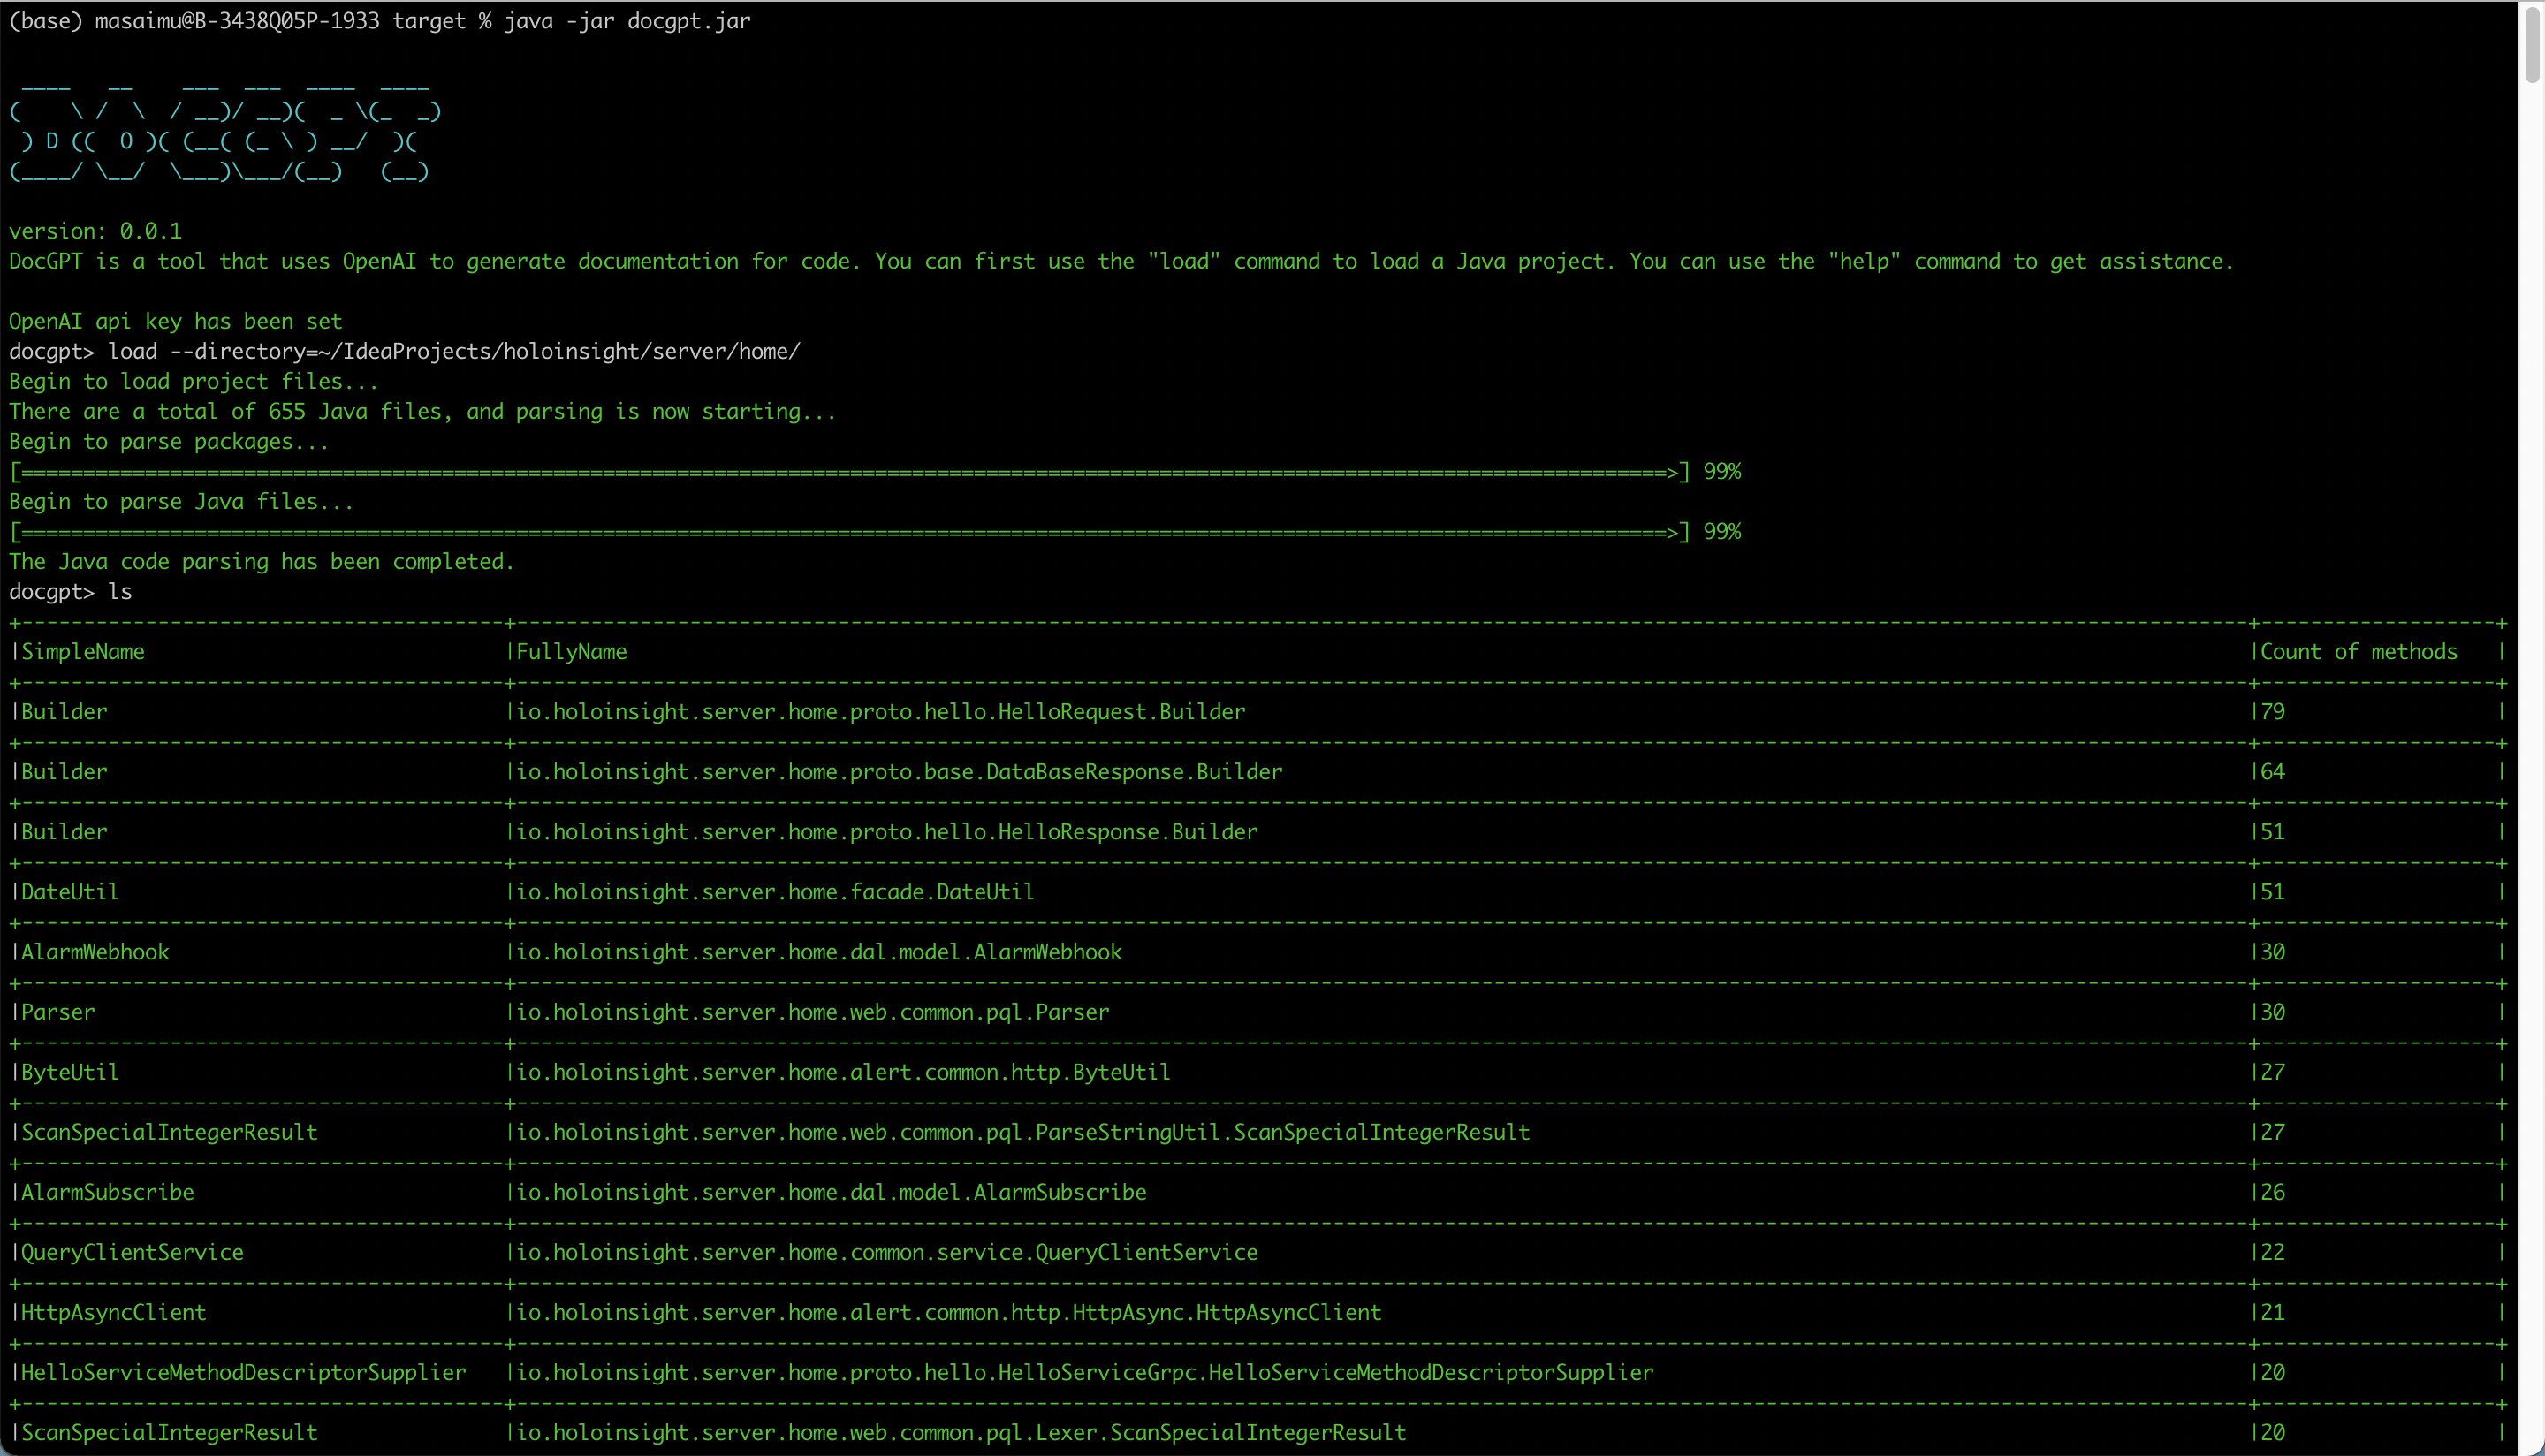 (base) masaimu@B-3438Q05P-1933 target % java -jar docgpt.jar
 ____   __    ___  ___  ____  ____
(    \ /  \  / __)/ __)(  _ \(_  _)
 ) D ((  O )( (__( (_ \ ) __/  )(
(____/ \__/  \___)\___/(__)   (__)
version: 0.0.1
DocGPT is a tool that uses OpenAI to generate documentation for code. You can first use the "load" command to load a Java project. You can use the "help" command to get assistance.
OpenAI api key has been set
docgpt> load --directory=~/IdeaProjects/holoinsight/server/home/
Begin to load project files...
There are a total of 655 Java files, and parsing is now starting...
Begin to parse packages...
[=====================================================================================================================================>] 99%
Begin to parse Java files...
[=====================================================================================================================================>] 99%
The Java code parsing has been completed.
docgpt> ls
|SimpleName |FullyName |Count of methods |
|Builder |io.holoinsight.server.home.proto.hello.HelloRequest.Builder |79 |
|Builder |io.holoinsight.server.home.proto.base.DataBaseResponse.Builder |64 |
|Builder |io.holoinsight.server.home.proto.hello.HelloResponse.Builder |51 |
|DateUtil |io.holoinsight.server.home.facade.DateUtil |51 |
|AlarmWebhook |io.holoinsight.server.home.dal.model.AlarmWebhook |30 |
|Parser |io.holoinsight.server.home.web.common.pql.Parser |30 |
|ByteUtil |io.holoinsight.server.home.alert.common.http.ByteUtil |27 |
|ScanSpecialIntegerResult |io.holoinsight.server.home.web.common.pql.ParseStringUtil.ScanSpecialIntegerResult |27 |
|AlarmSubscribe |io.holoinsight.server.home.dal.model.AlarmSubscribe |26 |
|QueryClientService |io.holoinsight.server.home.common.service.QueryClientService |22 |
|HttpAsyncClient |io.holoinsight.server.home.alert.common.http.HttpAsync.HttpAsyncClient |21 |
|HelloServiceMethodDescriptorSupplier |io.holoinsight.server.home.proto.hello.HelloServiceGrpc.HelloServiceMethodDescriptorSupplier |20 |
|ScanSpecialIntegerResult |io.holoinsight.server.home.web.common.pql.Lexer.ScanSpecialIntegerResult |20 |